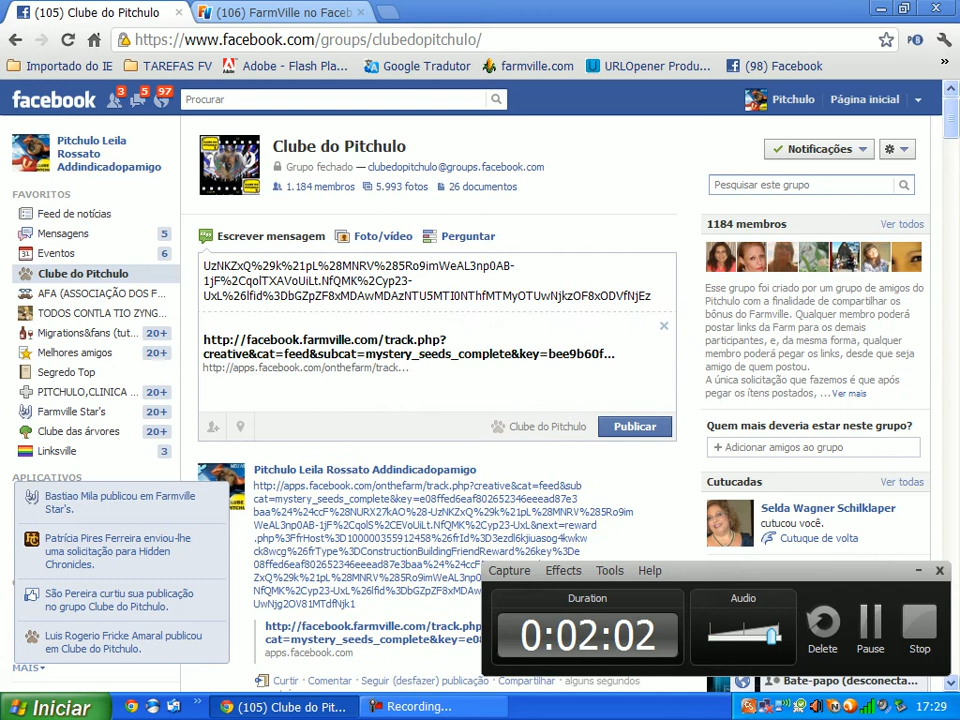 (105) Clube do Pitchulo
(106) FarmVille no Faceb
https://www.facebook.com/groups/clubedopitchulo/
Importado do IE
TAREFAS FV
Adobe - Flash Pla...
Google Tradutor
farmville.com
URLOpener Produ...
(98) Facebook
»
facebook
3
5
97
Procurar
Pitchulo
Página inicial
Pitchulo Leila
Rossato
Addindicadopamigo
FAVORITOS
Feed de notícias
Mensagens 5
Eventos 6
Clube do Pitchulo
AFA (ASSOCIAÇÃO DOS F...
TODOS CONTLA TIO ZYNG...
Migrations&fans (tut... 20+
Melhores amigos 20+
Segredo Top
PITCHULO,CLINICA ... 20+
Farmville Star's 20+
Clube das árvores 20+
Linksville 3
APLICATIVOS
Bastiao Mila publicou em Farmville
Star's.
Patrícia Pires Ferreira enviou-lhe
uma solicitação para Hidden
Chronicles.
São Pereira curtiu sua publicação
no grupo Clube do Pitchulo.
Luis Rogerio Fricke Amaral publicou
em Clube do Pitchulo.
MAIS
Clube do Pitchulo
Grupo fechado — clubedopitchulo@groups.facebook.com
1.184 membros
5.993 fotos
26 documentos
Notificações
Pesquisar este grupo
Escrever mensagem
Foto/vídeo
Perguntar
UzNKZxQ%29k%21pL%28MNRV%285Ro9imWeAL3np0AB-
1jF%2CqolTXAVoUiLt.NfQMK%2Cyp23-
UxL%26lfid%3DbGZpZF8xMDAwMDAzNTU5MTI0NThfMTMyOTUwNjkzOF8xODVfNjEz
http://facebook.farmville.com/track.php?
creative&cat=feed&subcat=mystery_seeds_complete&key=bee9b60f...
http://apps.facebook.com/onthefarm/track...
Clube do Pitchulo
Publicar
Pitchulo Leila Rossato Addindicadopamigo
http://apps.facebook.com/onthefarm/track.php?creative&cat=feed&sub
cat=mystery_seeds_complete&key=e08ffed6eaf802652346eeead87e3
baa%24%24ccFF%28NURX27kAO%28-UzNKZxQ%29k%21pL%28MNRV%285Ro9im
WeAL3np0AB-1jF%2CqolS%2CEVoUiLt.NfQMK%2Cyp23-UxL&next=reward
.php%3FfrHost%3D100003559124​58%26frId%3D3ezdl6kjiuasog4kwkw
ck8wcg%26frType%3DConstructionBuildingFriendReward%26key%3De
08ffed6eaf802652346eeead87e3baa%24%24ccF
UwNjg2OV81MTdfNjk1
http://facebook.farmville.com/track.php?
cat=mystery_seeds_complete&key=e0
apps.facebook.com
Curtir · Comentar · Seguir (desfazer) publicação · Compartilhar · alguns segundos
1184 membros
Ver todos
Esse grupo foi criado por um grupo de amigos do
Pitchulo com a finalidade de compartilhar os
bônus do Farmville. Qualquer membro poderá
postar links da Farm para os demais
participantes, e, da mesma forma, qualquer
membro poderá pegar os links, desde que seja
amigo de quem postou.
A única solicitação que fazemos é que após
pegar os ítens postados, ... Ver mais
Quem mais deveria estar neste grupo?
+ Adicionar amigos ao grupo
Cutucadas
Ver todas
Selda Wagner Schilklaper
cutucou você.
Cutuque de volta
Capture Effects Tools Help
Duration
0:02:02
Audio
Delete
Pause
Stop
Bate-papo (desconecta...
Iniciar
(105) Clube do Pit...
Recording...
17:29